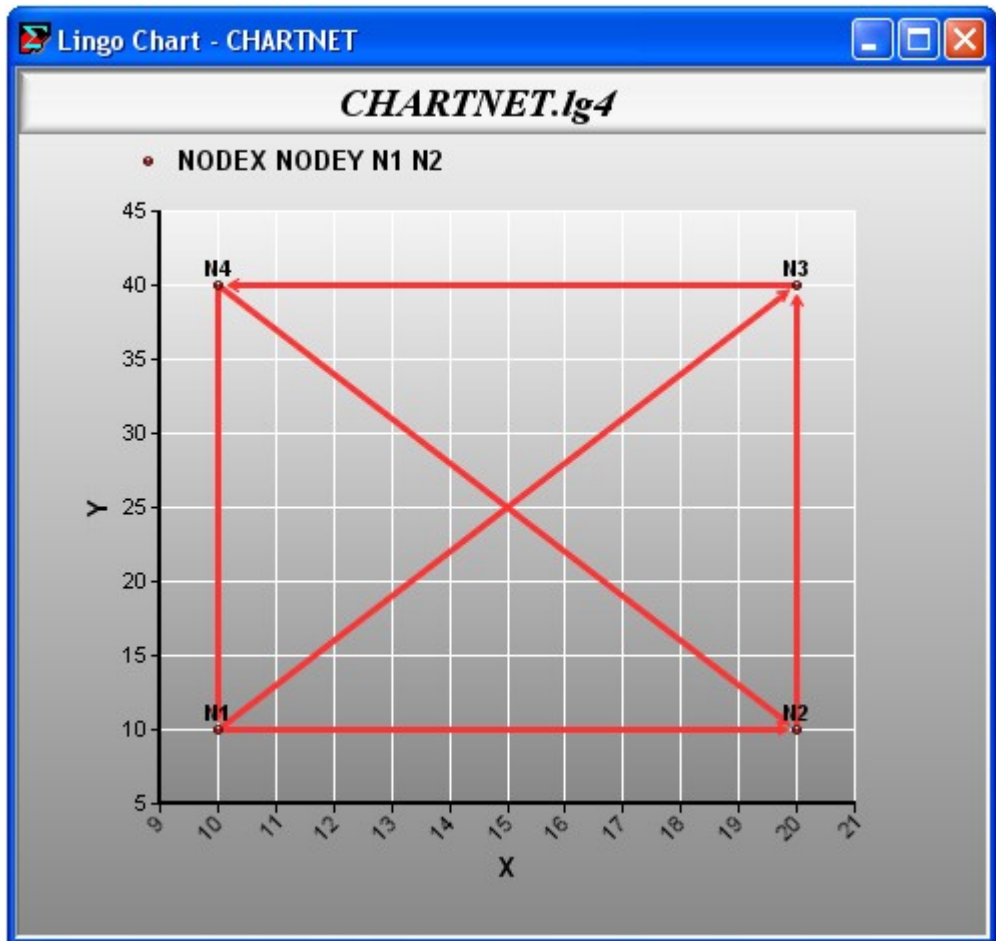 Lingo Chart - CHARTNET
CHARTNET.lg4
NODEX NODEY N1 N2
45
N4 N3
40
35
30
Y 25
20
15
N1 N2
10
5
9 10 11 12 13 14 15 16 17 18 19 20 21
X